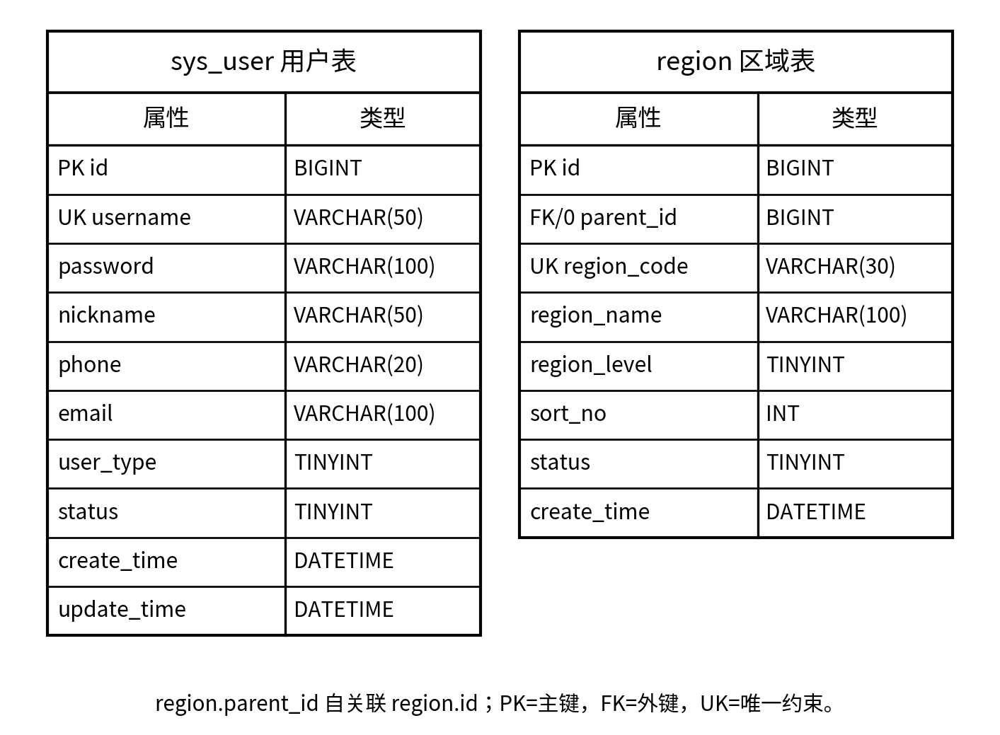 sys_user 用户表
属性 类型
PK id BIGINT
UK username VARCHAR(50)
password VARCHAR(100)
nickname VARCHAR(50)
phone VARCHAR(20)
email VARCHAR(100)
user_type TINYINT
status TINYINT
create_time DATETIME
update_time DATETIME
region 区域表
属性 类型
PK id BIGINT
FK/0 parent_id BIGINT
UK region_code VARCHAR(30)
region_name VARCHAR(100)
region_level TINYINT
sort_no INT
status TINYINT
create_time DATETIME
region.parent_id 自关联 region.id；PK=主键，FK=外键，UK=唯一约束。